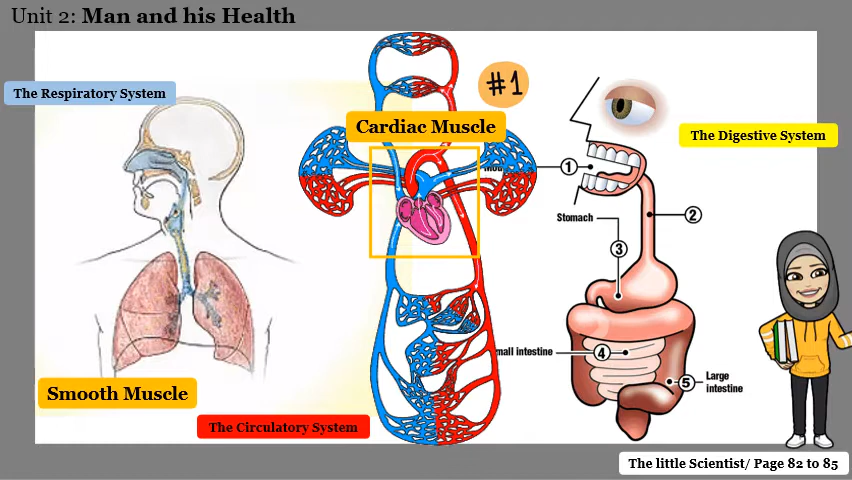 Unit 2: Man and his Health
The Respiratory System
#1
Cardiac Muscle
The Digestive System
1
2
Stomach
3
mall intestine
4
5
Large
intestine
Smooth Muscle
The Circulatory System
The little Scientist/ Page 82 to 85